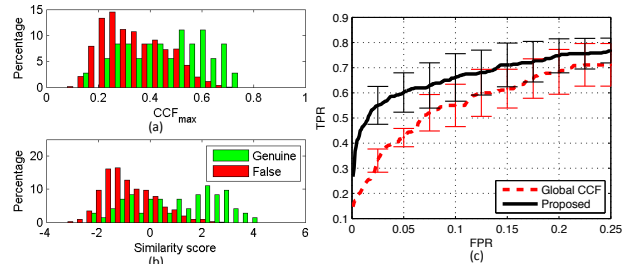 Percentage
15
10
5
0
0 0.2 0.4 0.6 0.8 1
CCFmax
(a)
Percentage
20
10
0
Genuine
False
-4 -2 0 2 4 6
Similarity score
(b)
TPR
0.9
0.8
0.7
0.6
0.5
0.4
0.3
0.2
0.1
Global CCF
Proposed
0 0.05 0.1 0.15 0.2 0.25
FPR
(c)